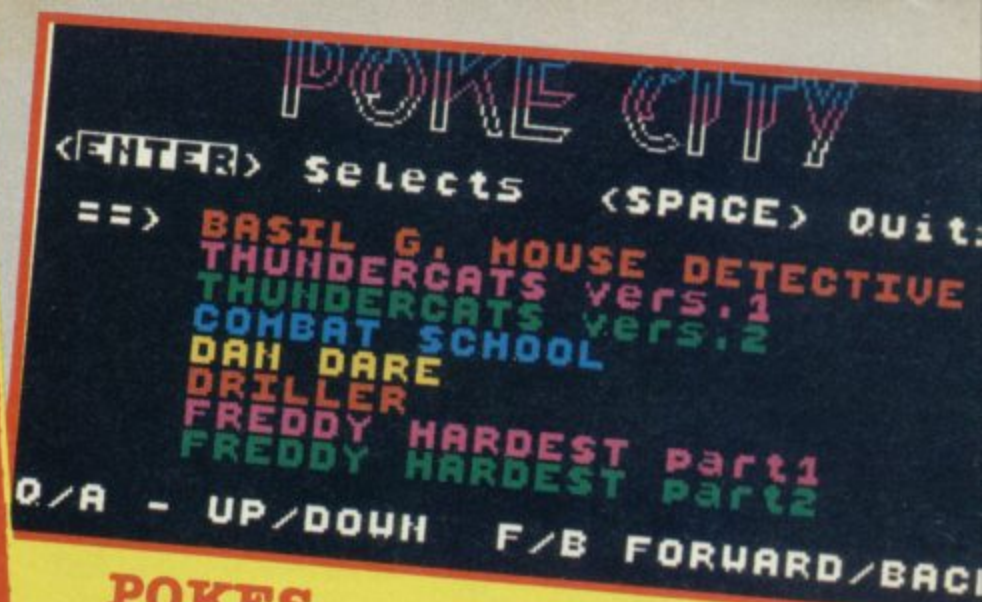 POKE CITY
<ENTER> Selects <SPACE> Quit
==> BASIL G. MOUSE DETECTIVE
THUNDERCATS vers.1
THUNDERCATS vers.2
COMBAT SCHOOL
DAN DARE
DRILLER
FREDDY HARDEST part1
FREDDY HARDEST part2
Q/A - UP/DOWN F/B FORWARD/BAC
POKES